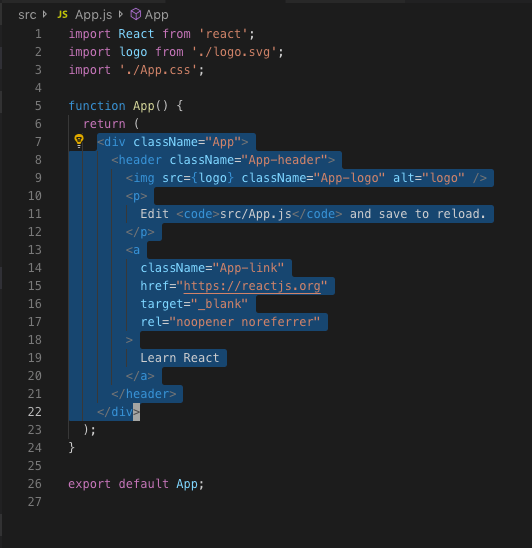 src > JS App.js > App
1 import React from 'react';
2 import logo from './logo.svg';
3 import './App.css';
4
5 function App() {
6   return (
7     <div className="App">
8       <header className="App-header">
9         <img src={logo} className="App-logo" alt="logo" />
10         <p>
11           Edit <code>src/App.js</code> and save to reload.
12         </p>
13         <a
14           className="App-link"
15           href="https://reactjs.org"
16           target="_blank"
17           rel="noopener noreferrer"
18         >
19           Learn React
20         </a>
21       </header>
22     </div>
23   );
24 }
25
26 export default App;
27